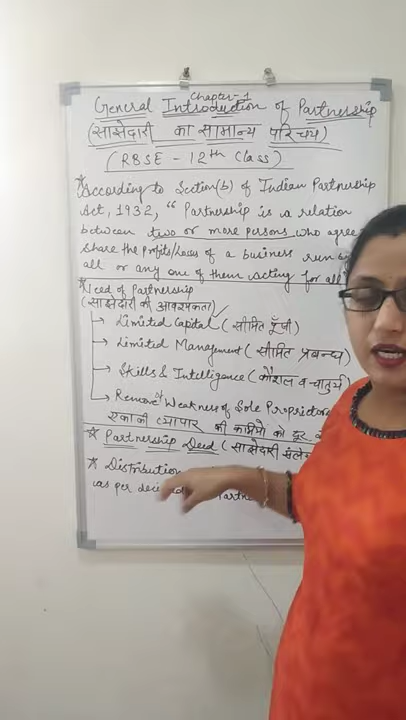 Chapter-1
General Introduction of Partnership
(साझेदारी का सामान्य परिचय)
(RBSE - 12th Class)
* According to Section(b) of Indian Partnership
Act, 1932, "Partnership is a relation
between two or more persons who agree
share the Profits/Losses of a business run by
all or any one of them acting for all"
* Need of Partnership
(साझेदारी की आवश्यकता)
→ Limited Capital (सीमित पूँजी)
→ Limited Management (सीमित प्रबन्ध)
→ Skills & Intelligence (कौशल व चातुर्य)
→ Remove Weakness of Sole Proprietor
एकाकी व्यापार की कमियो को दूर
* Partnership Deed (साझेदारी संलेख
* Distribution
as per